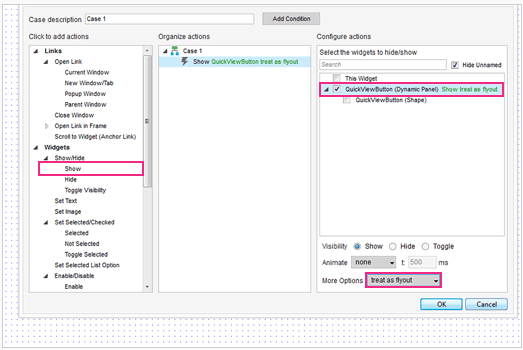 Case description Case 1 Add Condition
Click to add actions
Links
Open Link
Current Window
New Window/Tab
Popup Window
Parent Window
Close Window
Open Link in Frame
Scroll to Widget (Anchor Link)
Widgets
Show/Hide
Show
Hide
Toggle Visibility
Set Text
Set Image
Set Selected/Checked
Selected
Not Selected
Toggle Selected
Set Selected List Option
Enable/Disable
Enable
Organize actions
Case 1
Show QuickViewButton treat as flyout
Configure actions
Select the widgets to hide/show
Search Hide Unnamed
This Widget
QuickViewButton (Dynamic Panel) Show treat as flyout
QuickViewButton (Shape)
Visibility Show Hide Toggle
Animate none t: 500 ms
More Options treat as flyout
OK Cancel